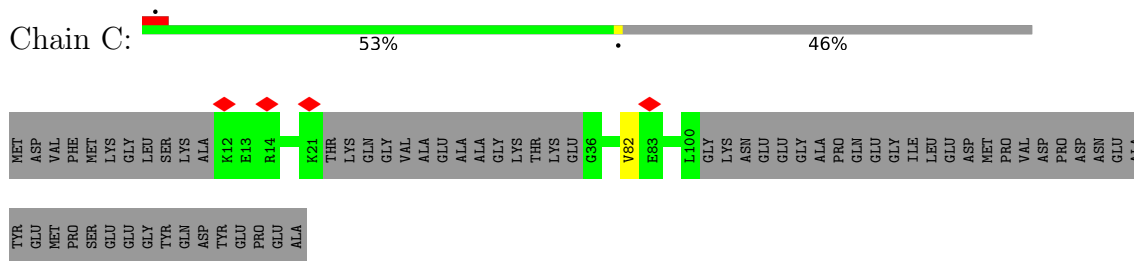 Chain C:
53% 46%
MET ASP VAL PHE MET LYS GLY LEU SER LYS ALA K12 E13 R14 K21 THR LYS GLN GLY VAL ALA GLU ALA ALA GLY LYS THR LYS GLU G36 V82 E83 L100 GLY LYS ASN GLU GLU GLY ALA PRO GLN GLU GLY ILE LEU GLU ASP MET PRO VAL ASP PRO ASP ASN GLU ALA
TYR GLU MET PRO SER GLU GLU GLY TYR GLN ASP TYR GLU PRO GLU ALA